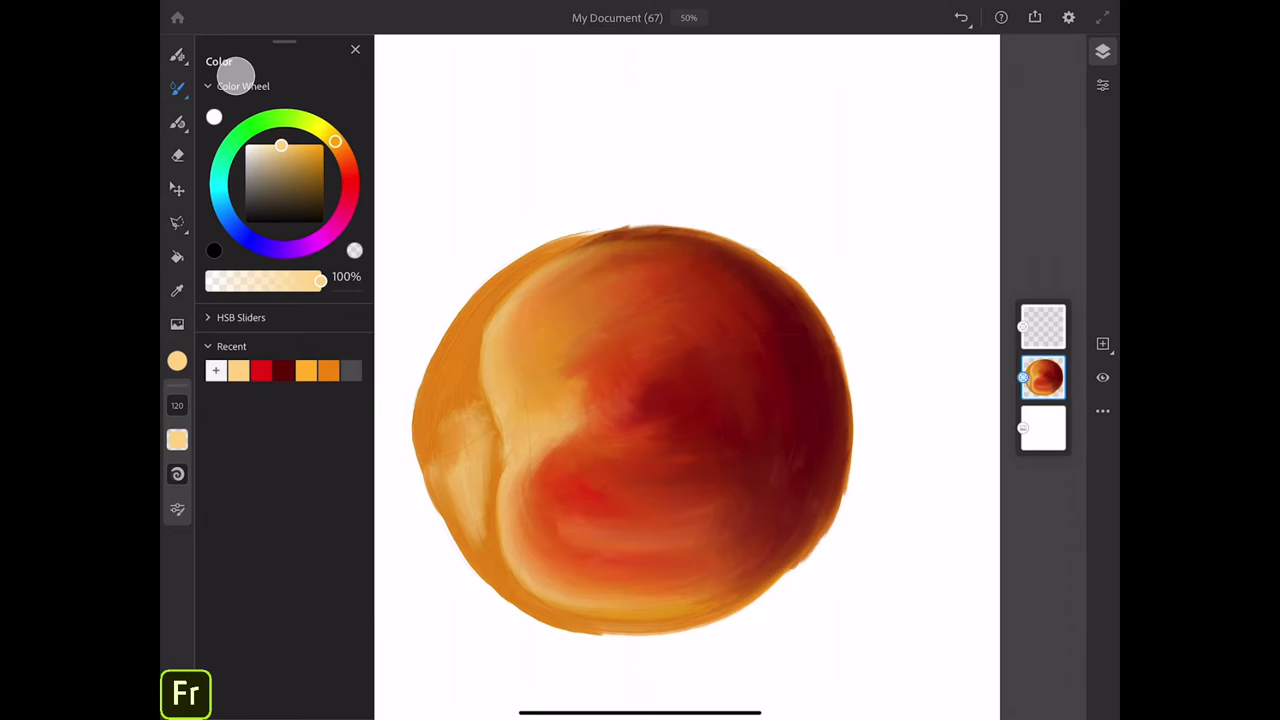 My Document (67) 50%
Color
Color Wheel
100%
HSB Sliders
Recent
120
Fr